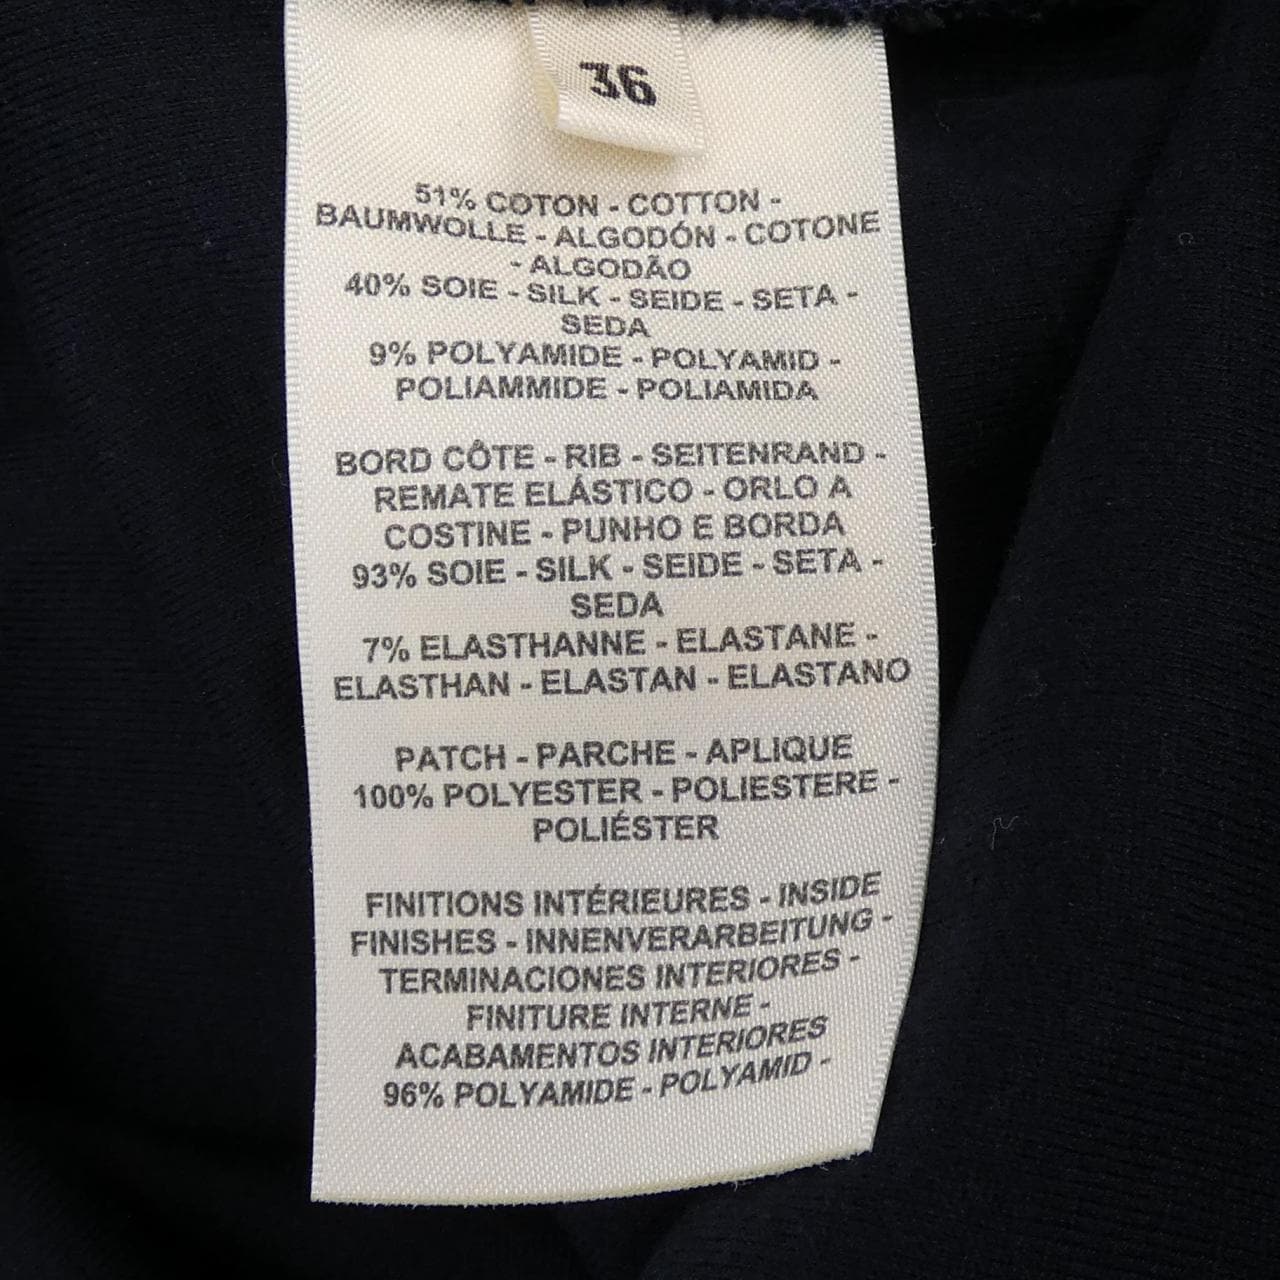 36
51% COTON - COTTON -
BAUMWOLLE - ALGODÓN - COTONE
- ALGODÃO
40% SOIE - SILK - SEIDE - SETA -
SEDA
9% POLYAMIDE - POLYAMID -
POLIAMMIDE - POLIAMIDA
BORD CÔTE - RIB - SEITENRAND -
REMATE ELÁSTICO - ORLO A
COSTINE - PUNHO E BORDA
93% SOIE - SILK - SEIDE - SETA -
SEDA
7% ELASTHANNE - ELASTANE -
ELASTHAN - ELASTAN - ELASTANO
PATCH - PARCHE - APLIQUE
100% POLYESTER - POLIESTERE -
POLIÉSTER
FINITIONS INTÉRIEURES - INSIDE
FINISHES - INNENVERARBEITUNG -
TERMINACIONES INTERIORES -
FINITURE INTERNE -
ACABAMENTOS INTERIORES
96% POLYAMIDE - POLYAMID -